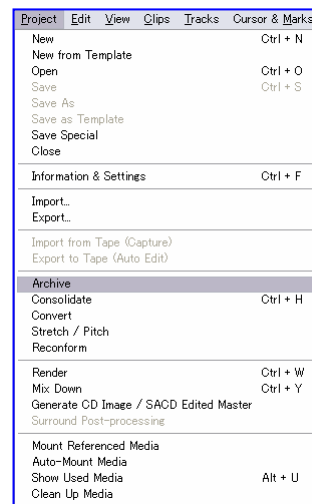 Project Edit View Clips Tracks Cursor & Marks
New Ctrl + N
New from Template
Open Ctrl + O
Save Ctrl + S
Save As
Save as Template
Save Special
Close
Information & Settings Ctrl + F
Import...
Export...
Import from Tape (Capture)
Export to Tape (Auto Edit)
Archive
Consolidate Ctrl + H
Convert
Stretch / Pitch
Reconform
Render Ctrl + W
Mix Down Ctrl + Y
Generate CD Image / SACD Edited Master
Surround Post-processing
Mount Referenced Media
Auto-Mount Media
Show Used Media Alt + U
Clean Up Media